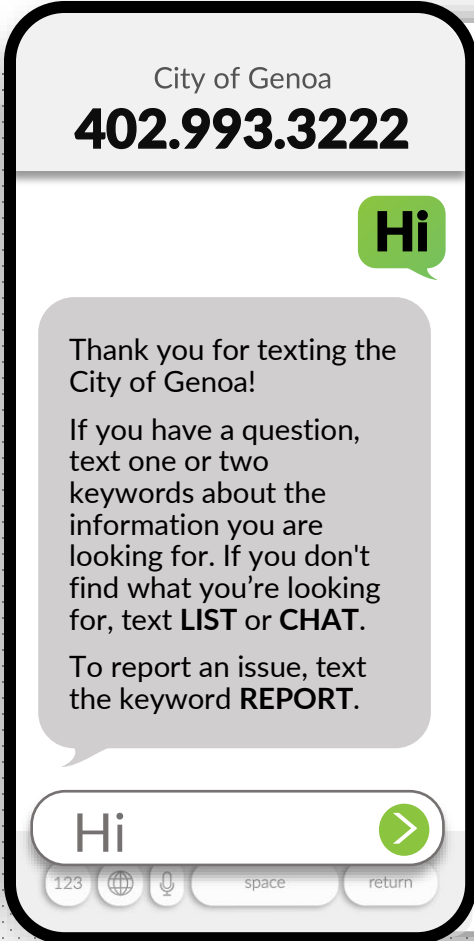 City of Genoa
402.993.3222
Hi
Thank you for texting the
City of Genoa!
If you have a question,
text one or two
keywords about the
information you are
looking for. If you don't
find what you’re looking
for, text LIST or CHAT.
To report an issue, text
the keyword REPORT.
Hi
123 space return